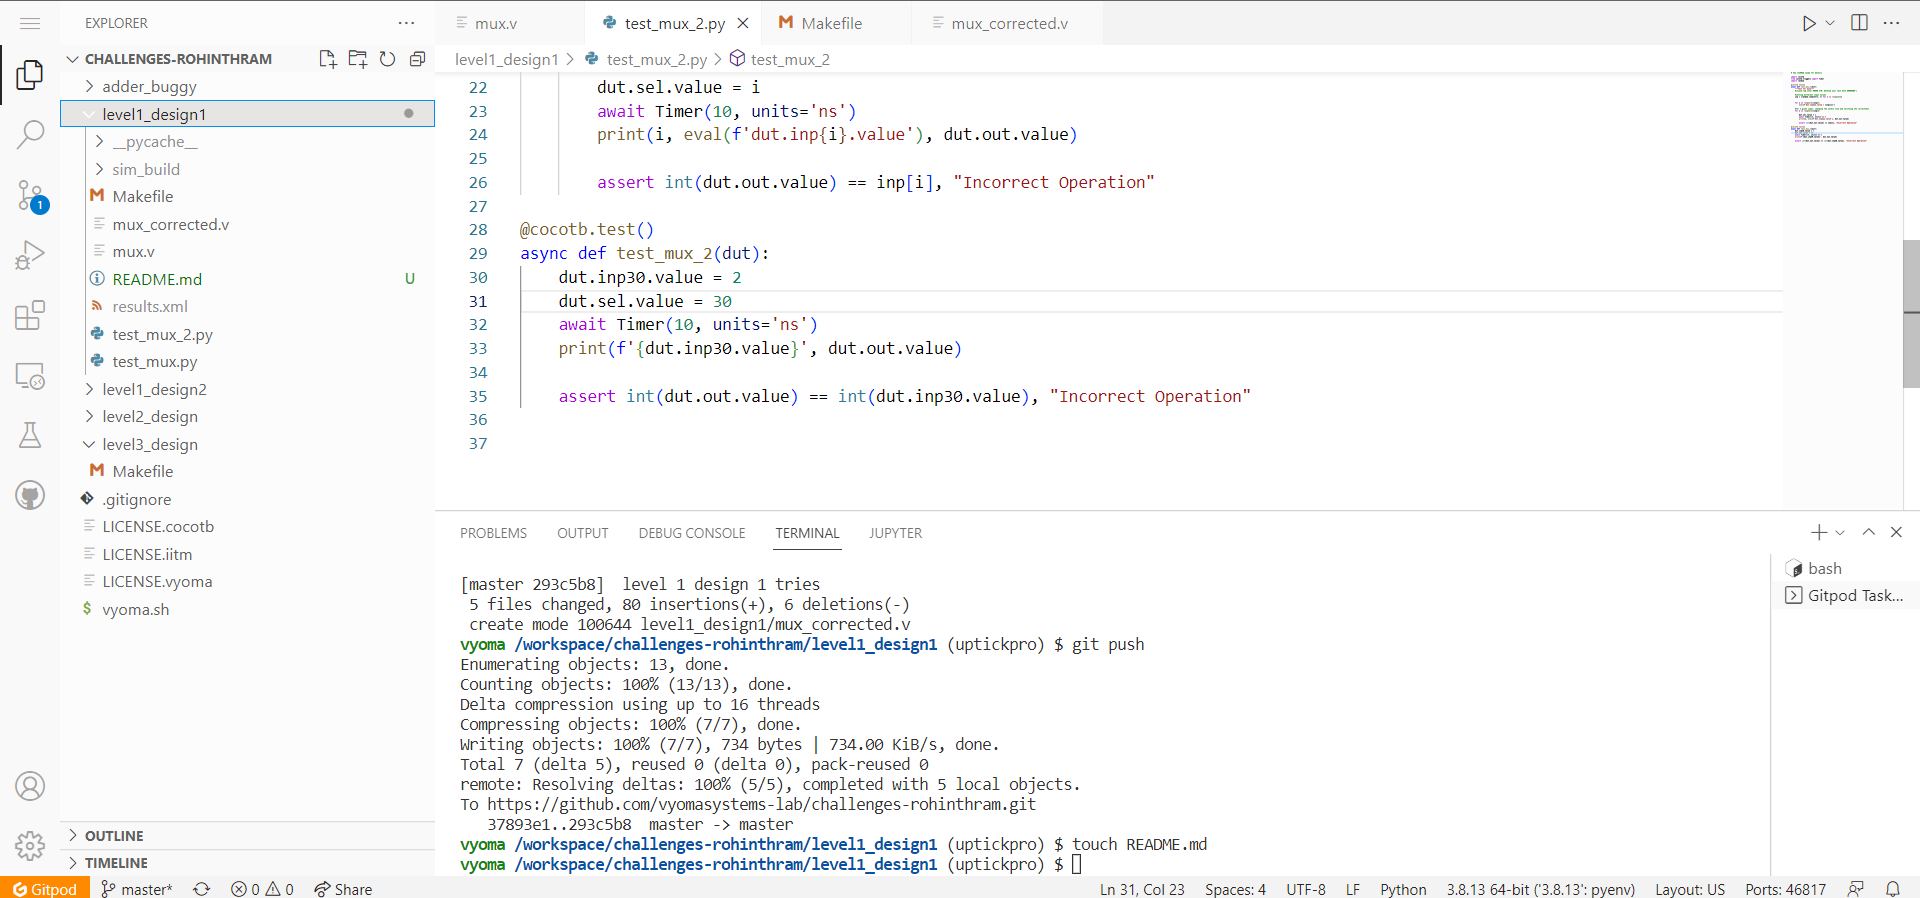 EXPLORER
CHALLENGES-ROHINTHRAM
adder_buggy
level1_design1
__pycache__
sim_build
Makefile
mux_corrected.v
mux.v
README.md U
results.xml
test_mux_2.py
test_mux.py
level1_design2
level2_design
level3_design
Makefile
.gitignore
LICENSE.cocotb
LICENSE.iitm
LICENSE.vyoma
vyoma.sh
OUTLINE
TIMELINE
1
mux.v test_mux_2.py Makefile mux_corrected.v
level1_design1 > test_mux_2.py > test_mux_2
22 dut.sel.value = i
23 await Timer(10, units='ns')
24 print(i, eval(f'dut.inp{i}.value'), dut.out.value)
25
26 assert int(dut.out.value) == inp[i], "Incorrect Operation"
27
28 @cocotb.test()
29 async def test_mux_2(dut):
30 dut.inp30.value = 2
31 dut.sel.value = 30
32 await Timer(10, units='ns')
33 print(f'{dut.inp30.value}', dut.out.value)
34
35 assert int(dut.out.value) == int(dut.inp30.value), "Incorrect Operation"
36
37
PROBLEMS OUTPUT DEBUG CONSOLE TERMINAL JUPYTER
[master 293c5b8] level 1 design 1 tries
5 files changed, 80 insertions(+), 6 deletions(-)
create mode 100644 level1_design1/mux_corrected.v
vyoma /workspace/challenges-rohinthram/level1_design1 (uptickpro) $ git push
Enumerating objects: 13, done.
Counting objects: 100% (13/13), done.
Delta compression using up to 16 threads
Compressing objects: 100% (7/7), done.
Writing objects: 100% (7/7), 734 bytes | 734.00 KiB/s, done.
Total 7 (delta 5), reused 0 (delta 0), pack-reused 0
remote: Resolving deltas: 100% (5/5), completed with 5 local objects.
To https://github.com/vyomasystems-lab/challenges-rohinthram.git
37893e1..293c5b8 master -> master
vyoma /workspace/challenges-rohinthram/level1_design1 (uptickpro) $ touch README.md
vyoma /workspace/challenges-rohinthram/level1_design1 (uptickpro) $
bash
Gitpod Task...
Gitpod master* 0 0 Share Ln 31, Col 23 Spaces: 4 UTF-8 LF Python 3.8.13 64-bit ('3.8.13': pyenv) Layout: US Ports: 46817